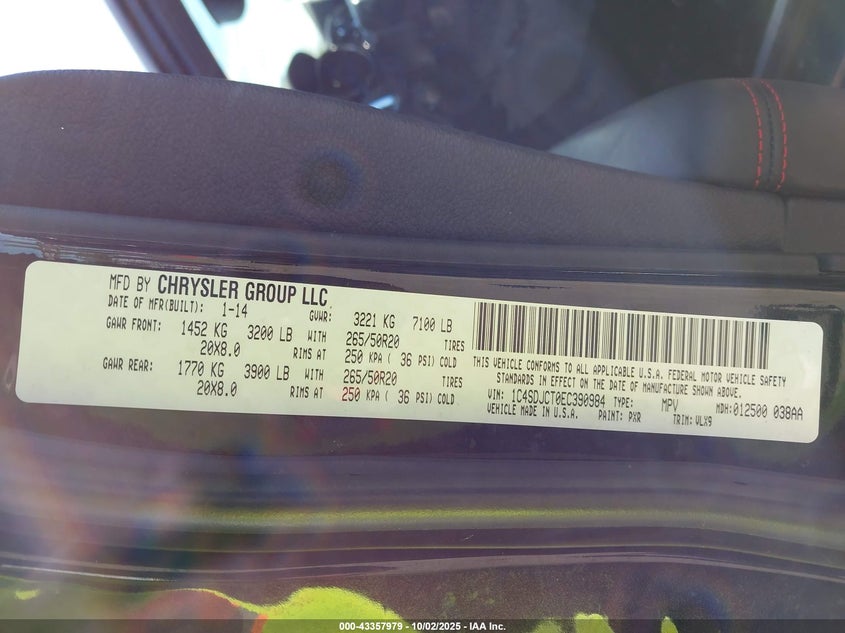 MFD BY CHRYSLER GROUP LLC.
DATE OF MFR(BUILT): 1-14 GVWR: 3221 KG 7100 LB
GAWR FRONT: 1452 KG 3200 LB WITH 265/50R20 TIRES
20X8.0 RIMS AT 250 KPA ( 36 PSI) COLD
GAWR REAR: 1770 KG 3900 LB WITH 265/50R20 TIRES
20X8.0 RIMS AT 250 KPA ( 36 PSI) COLD
THIS VEHICLE CONFORMS TO ALL APPLICABLE U.S.A. FEDERAL MOTOR VEHICLE SAFETY
STANDARDS IN EFFECT ON THE DATE OF MANUFACTURE SHOWN ABOVE.
VIN: 1C4SDJCT0EC390984 TYPE: MPV MDH:012500 038AA
VEHICLE MADE IN U.S.A. PAINT: PXR TRIM: VLX9
000-43357979 - 10/02/2025 - IAA Inc.